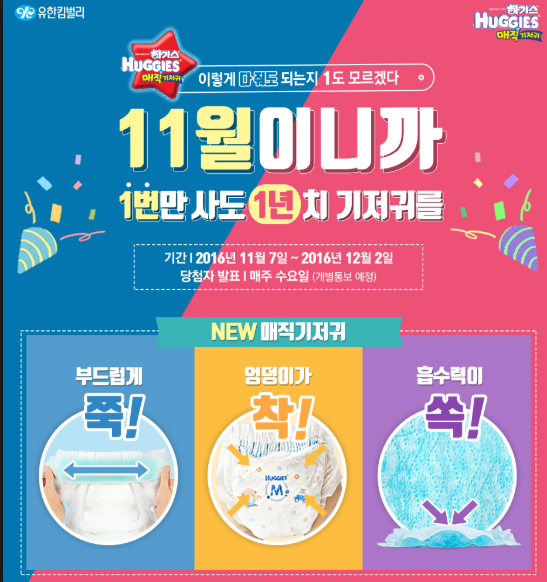 유한킴벌리
하기스
HUGGIES
매직기저귀
하기스
HUGGIES
매직기저귀
이렇게 마줘도 되는지 1도 모르겠다
11월이니까
1번만 사도 1년치 기저귀를
기간 | 2016년 11월 7일 ~ 2016년 12월 2일
당첨자 발표 | 매주 수요일 (개별통보 예정)
NEW 매직기저귀
부드럽게
쭉!
엉덩이가
착!
흡수력이
쏙!
HUGGIES
M